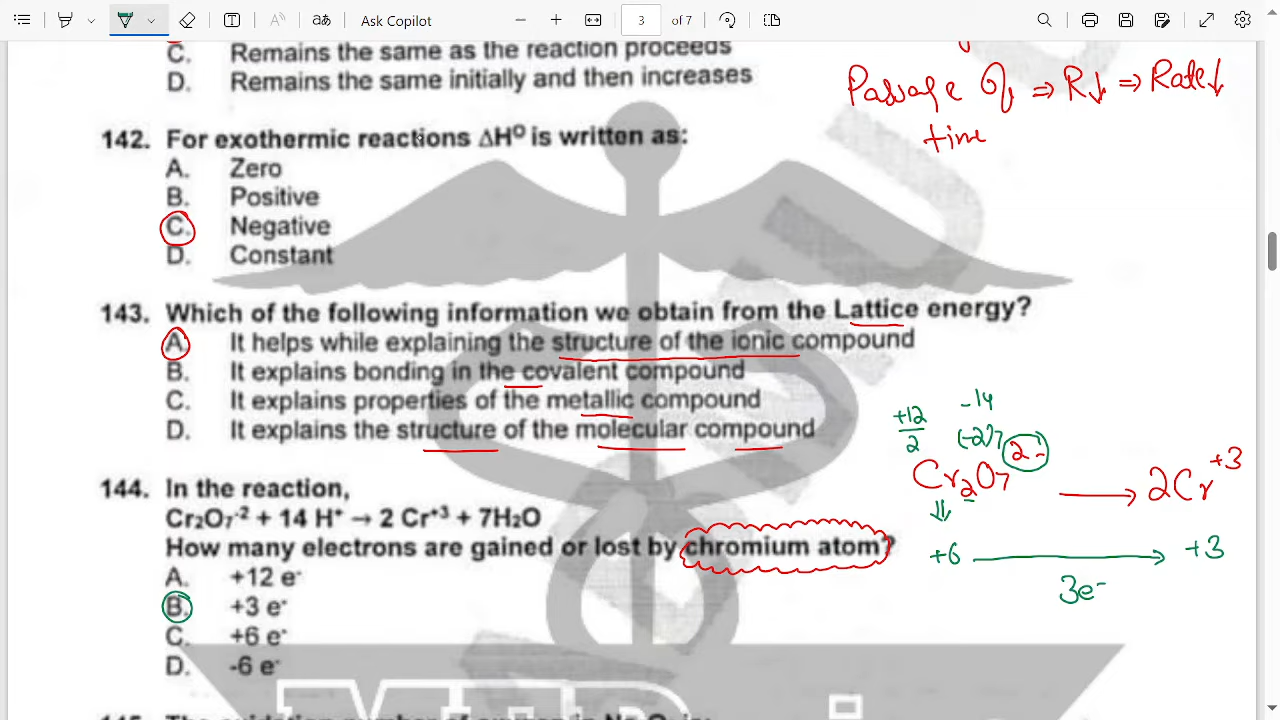 Ask Copilot
3 of 7
C. Remains the same as the reaction proceeds
D. Remains the same initially and then increases
Passage of ⇒ R↓ ⇒ Rate↓
time
142. For exothermic reactions ΔHO is written as:
A. Zero
B. Positive
C. Negative
D. Constant
143. Which of the following information we obtain from the Lattice energy?
A. It helps while explaining the structure of the ionic compound
B. It explains bonding in the covalent compound
C. It explains properties of the metallic compound
D. It explains the structure of the molecular compound
+12/2 -14
(-2)7
Cr2O7 2- → 2Cr+3
+6 → +3
3e-
144. In the reaction,
Cr2O7-2 + 14 H+ → 2 Cr+3 + 7H2O
How many electrons are gained or lost by chromium atom?
A. +12 e-
B. +3 e-
C. +6 e-
D. -6 e-